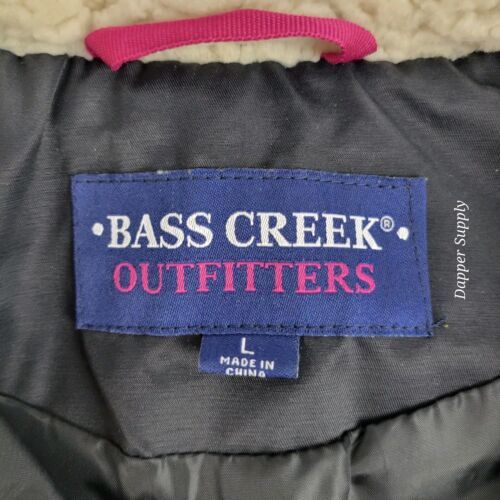 ·BASS CREEK®·
OUTFITTERS
L
MADE IN
CHINA
Dapper Supply